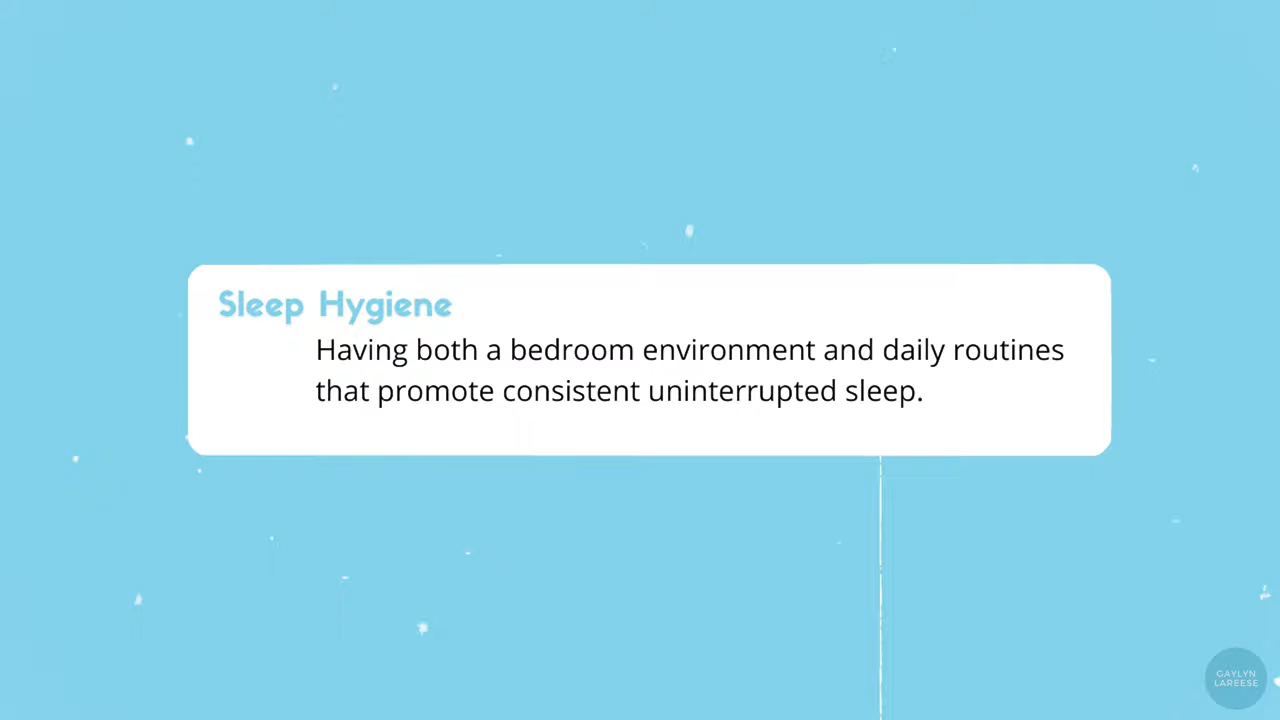 Sleep Hygiene
Having both a bedroom environment and daily routines
that promote consistent uninterrupted sleep.
GAYLYN
LAREESE